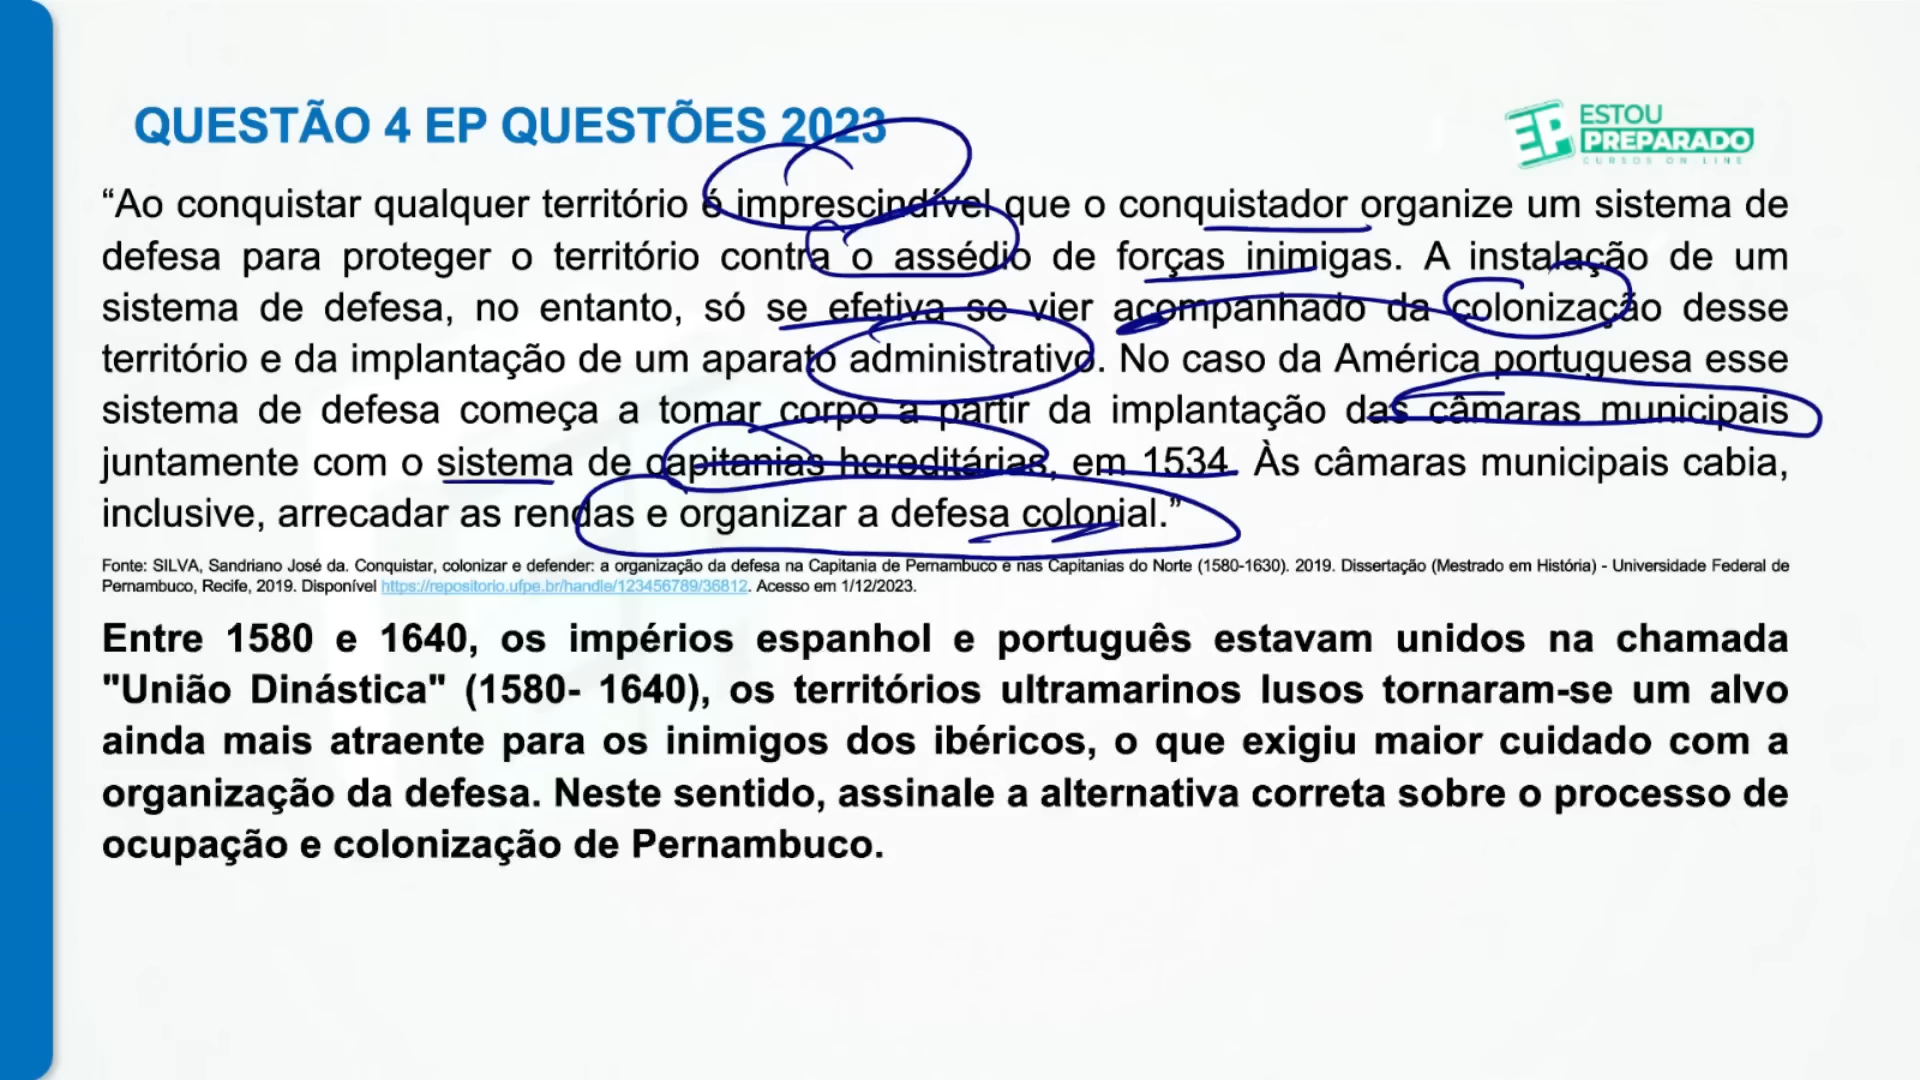 QUESTÃO 4 EP QUESTÕES 2023
ESTOU
PREPARADO
CURSOS ON-LINE
“Ao conquistar qualquer território é imprescindível que o conquistador organize um sistema de
defesa para proteger o território contra o assédio de forças inimigas. A instalação de um
sistema de defesa, no entanto, só se efetiva se vier acompanhado da colonização desse
território e da implantação de um aparato administrativo. No caso da América portuguesa esse
sistema de defesa começa a tomar corpo a partir da implantação das câmaras municipais
juntamente com o sistema de capitanias hereditárias, em 1534. Às câmaras municipais cabia,
inclusive, arrecadar as rendas e organizar a defesa colonial.”
Fonte: SILVA, Sandriano José da. Conquistar, colonizar e defender: a organização da defesa na Capitania de Pernambuco e nas Capitanias do Norte (1580-1630). 2019. Dissertação (Mestrado em História) - Universidade Federal de
Pernambuco, Recife, 2019. Disponível https://repositorio.ufpe.br/handle/123456789/36812. Acesso em 1/12/2023.
Entre 1580 e 1640, os impérios espanhol e português estavam unidos na chamada
"União Dinástica" (1580- 1640), os territórios ultramarinos lusos tornaram-se um alvo
ainda mais atraente para os inimigos dos ibéricos, o que exigiu maior cuidado com a
organização da defesa. Neste sentido, assinale a alternativa correta sobre o processo de
ocupação e colonização de Pernambuco.